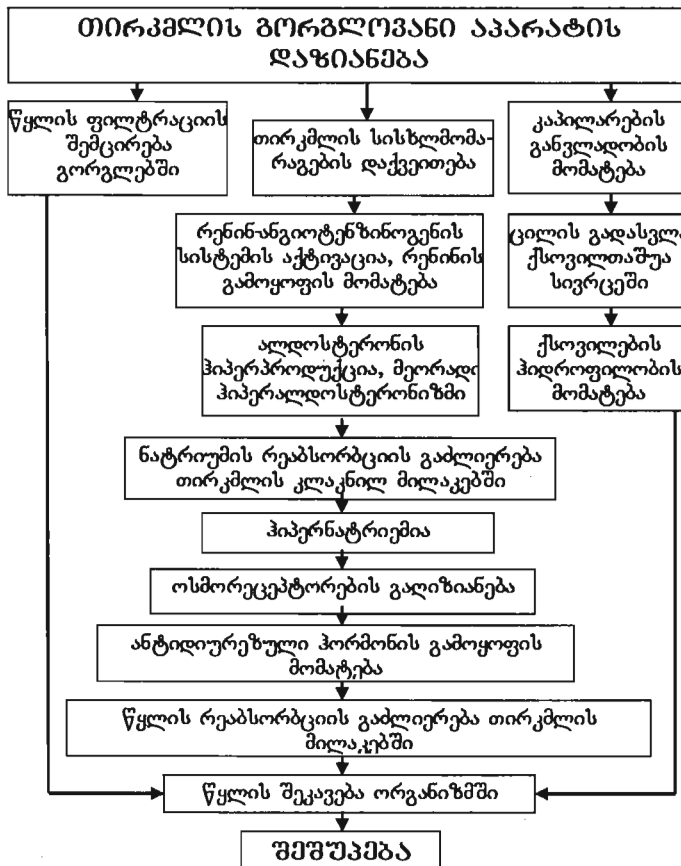 თირკმლის გორგლოვანი აპარატის
დაზიანება
წყლის ფილტრაციის
შემცირება
გორგლებში
თირკმლის სისხლმომა-
რაგების დაქვეითება
კაპილარების
განვლადობის
მომატება
რენინ-ანგიოტენზინოგენის
სისტემის აქტივაცია, რენინის
გამოყოფის მომატება
ცილის გადასვლა
ქსოვილთაშუა
სივრცეში
ალდოსტერონის
ჰიპერპროდუქცია, მეორადი
ჰიპერალდოსტერონიზმი
ქსოვილების
ჰიდროფილობის
მომატება
ნატრიუმის რეაბსორბციის გაძლიერება
თირკმლის კლაკნილ მილაკებში
ჰიპერნატრიემია
ოსმორეცეპტორების გაღიზიანება
ანტიდიურეზული ჰორმონის გამოყოფის
მომატება
წყლის რეაბსორბციის გაძლიერება თირკმლის
მილაკებში
წყლის შეკავება ორგანიზმში
შეშუპება